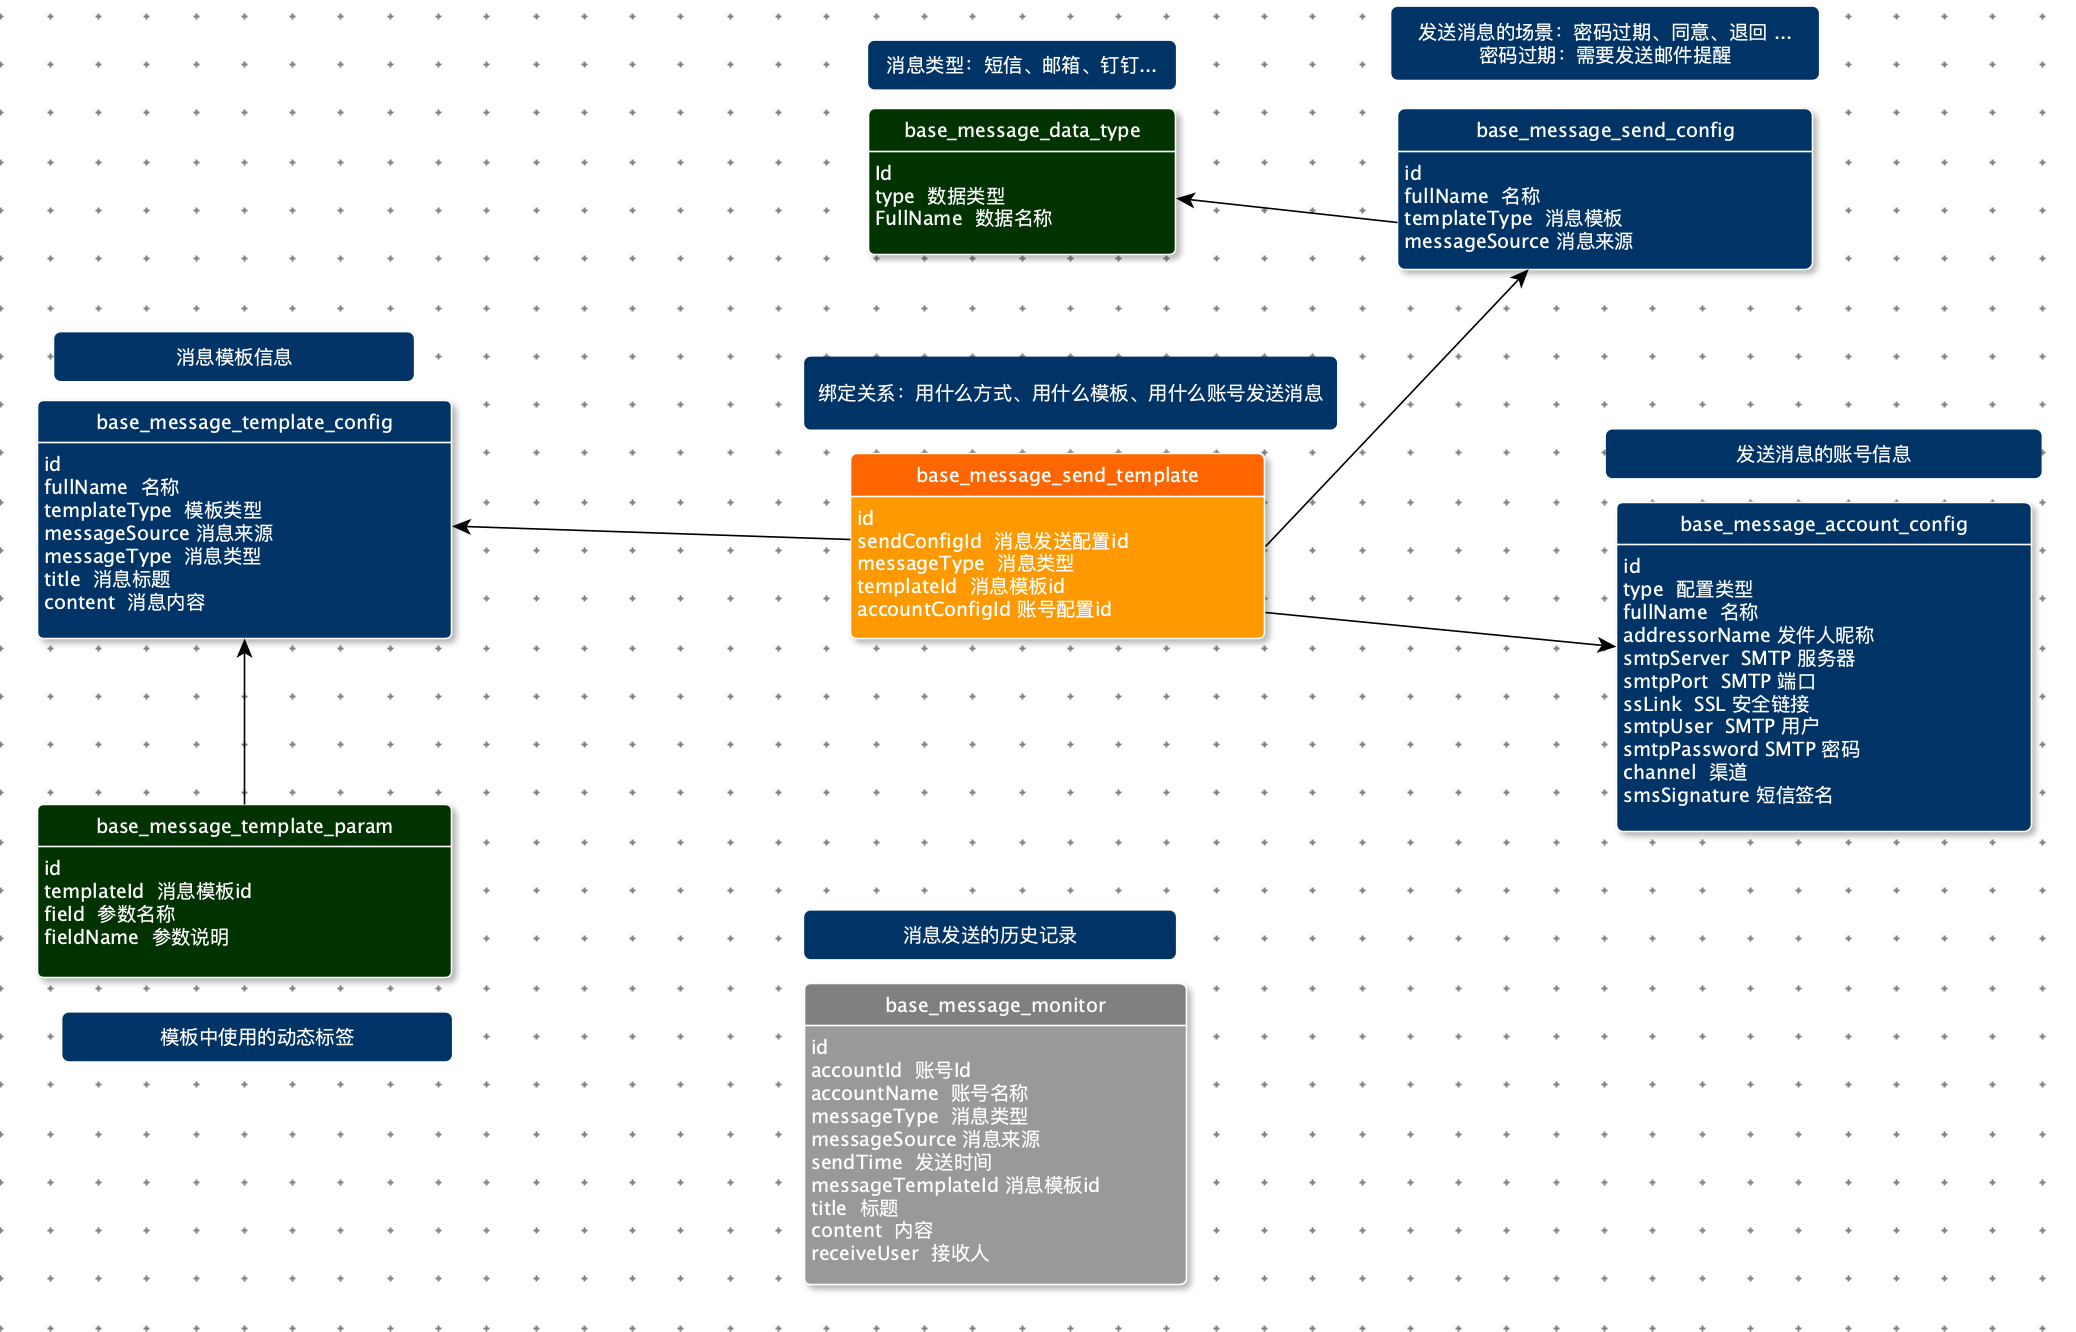 发送消息的场景：密码过期、同意、退回 ...
密码过期：需要发送邮件提醒
消息类型：短信、邮箱、钉钉...
base_message_data_type
Id
type 数据类型
FullName 数据名称
base_message_send_config
id
fullName 名称
templateType 消息模板
messageSource 消息来源
消息模板信息
base_message_template_config
id
fullName 名称
templateType 模板类型
messageSource 消息来源
messageType 消息类型
title 消息标题
content 消息内容
绑定关系：用什么方式、用什么模板、用什么账号发送消息
base_message_send_template
id
sendConfigId 消息发送配置id
messageType 消息类型
templateId 消息模板id
accountConfigId 账号配置id
发送消息的账号信息
base_message_account_config
id
type 配置类型
fullName 名称
addressorName 发件人昵称
smtpServer SMTP 服务器
smtpPort SMTP 端口
ssLink SSL 安全链接
smtpUser SMTP 用户
smtpPassword SMTP 密码
channel 渠道
smsSignature 短信签名
base_message_template_param
id
templateId 消息模板id
field 参数名称
fieldName 参数说明
模板中使用的动态标签
消息发送的历史记录
base_message_monitor
id
accountId 账号Id
accountName 账号名称
messageType 消息类型
messageSource 消息来源
sendTime 发送时间
messageTemplateId 消息模板id
title 标题
content 内容
receiveUser 接收人